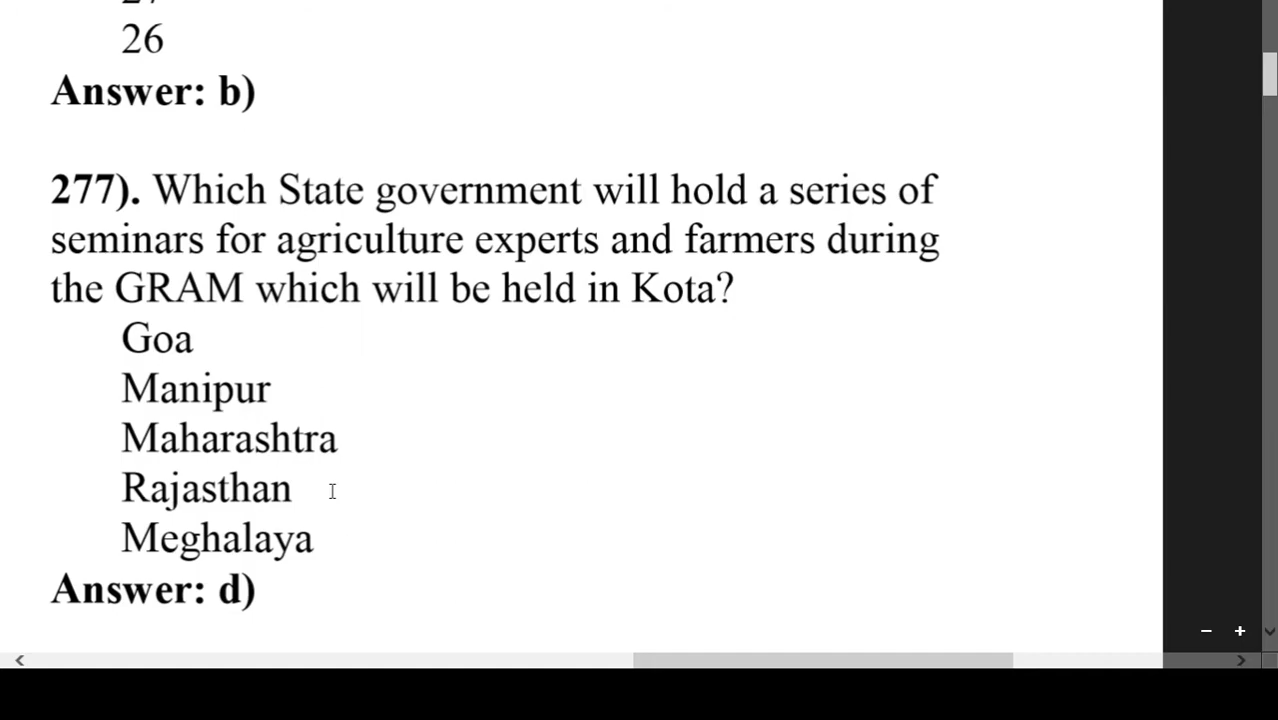 26
Answer: b)
277). Which State government will hold a series of
seminars for agriculture experts and farmers during
the GRAM which will be held in Kota?
Goa
Manipur
Maharashtra
Rajasthan
Meghalaya
Answer: d)